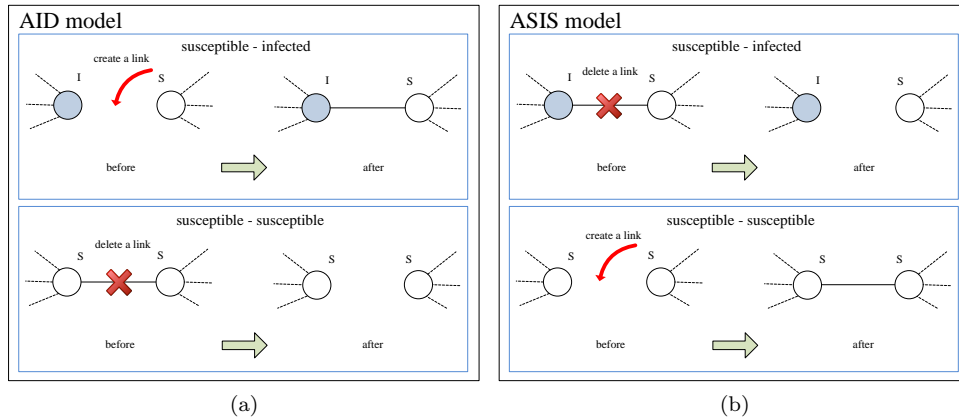 AID model
susceptible - infected
create a link
I
S
I
S
before
after
susceptible - susceptible
delete a link
S
S
S
S
before
after
(a)
ASIS model
susceptible - infected
delete a link
I
S
I
S
before
after
susceptible - susceptible
create a link
S
S
S
S
before
after
(b)